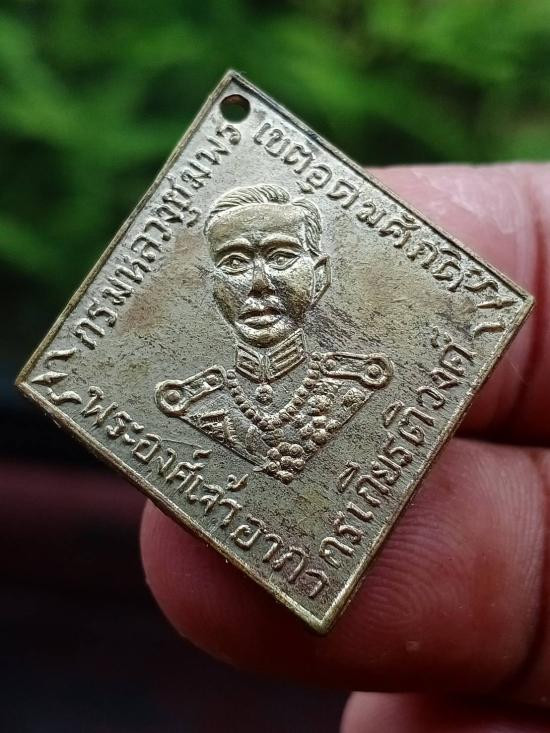 กรมหลวงชุมพร
เขตอุดมศักดิ์
พระองค์เจ้าอาภา
กรเกียรติวงศ์